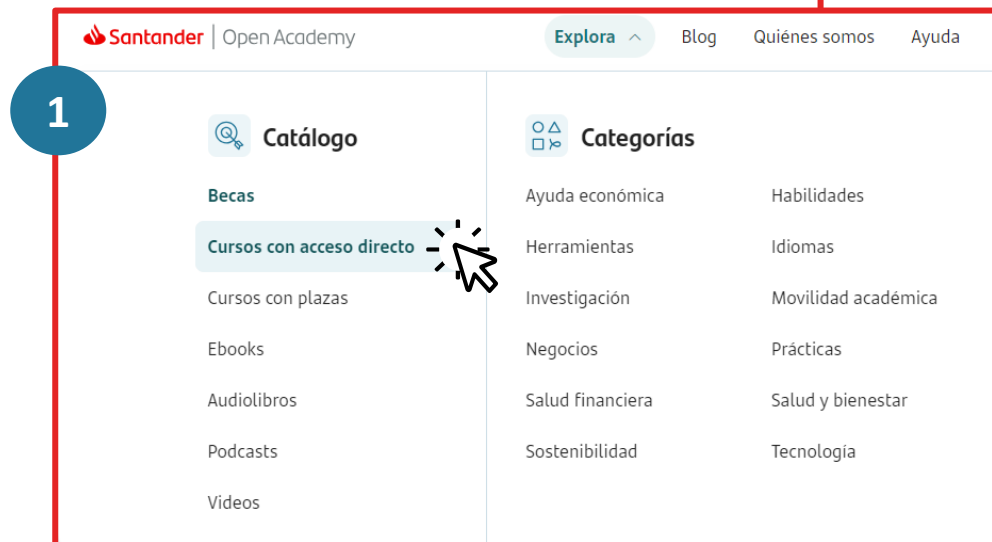 Santander | Open Academy
Explora
Blog
Quiénes somos
Ayuda
1
Catálogo
Becas
Cursos con acceso directo
Cursos con plazas
Ebooks
Audiolibros
Podcasts
Videos
Categorías
Ayuda económica
Herramientas
Investigación
Negocios
Salud financiera
Sostenibilidad
Habilidades
Idiomas
Movilidad académica
Prácticas
Salud y bienestar
Tecnología